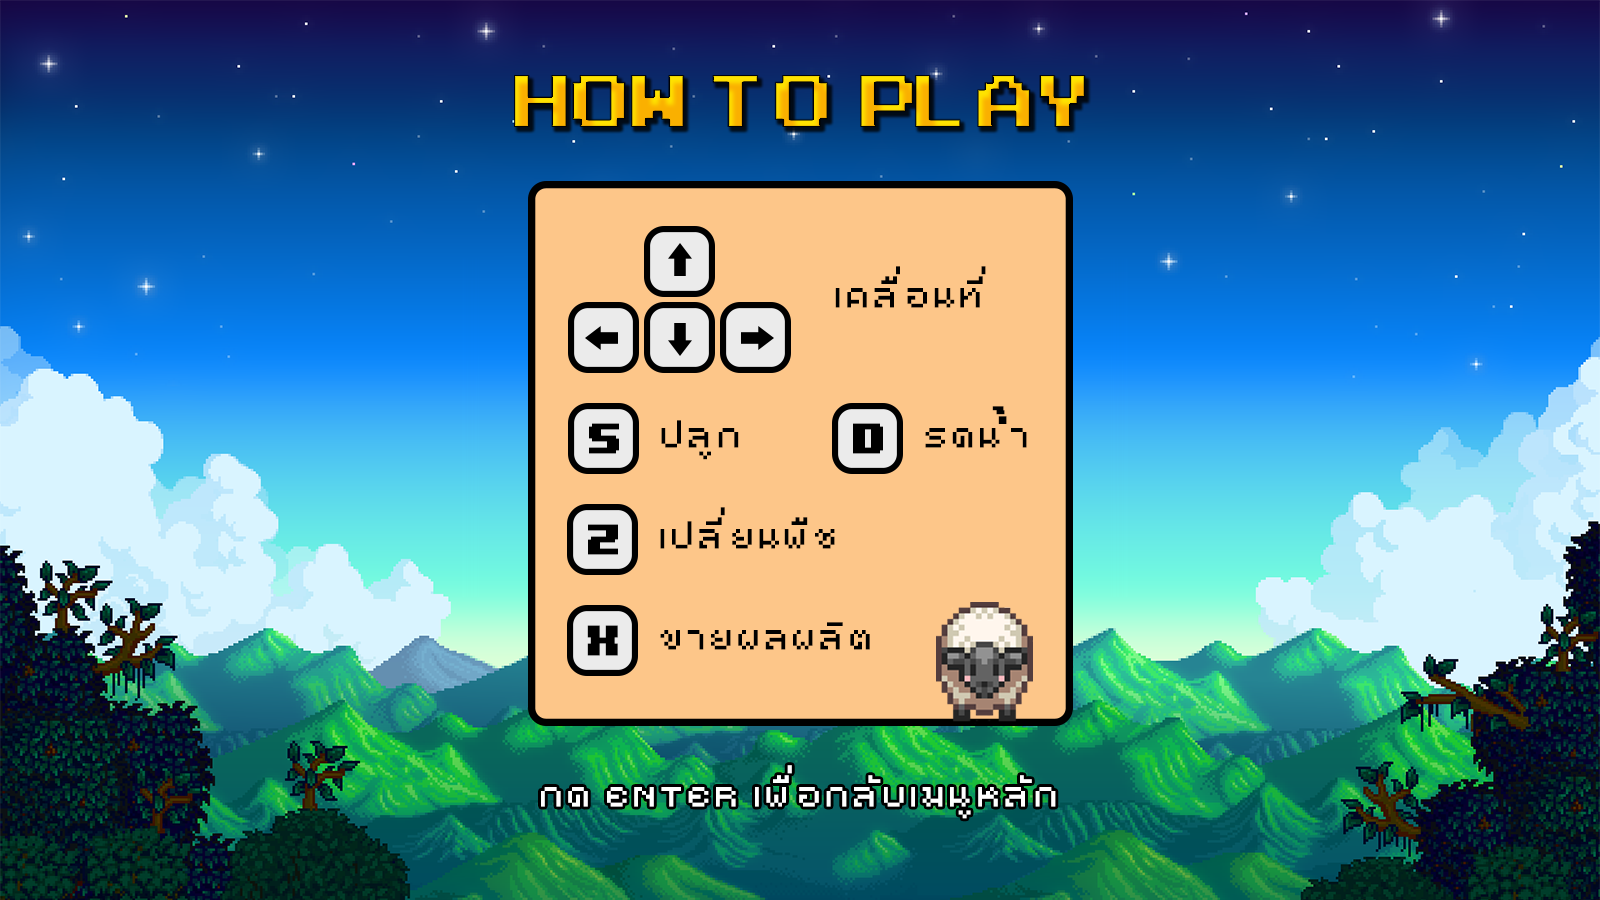 HOW TO PLAY
เคลื่อนที่
S ปลูก D รดน้ำ
Z เปลี่ยนพืช
X ขายผลผลิต
กด ENTER เพื่อกลับเมนูหลัก